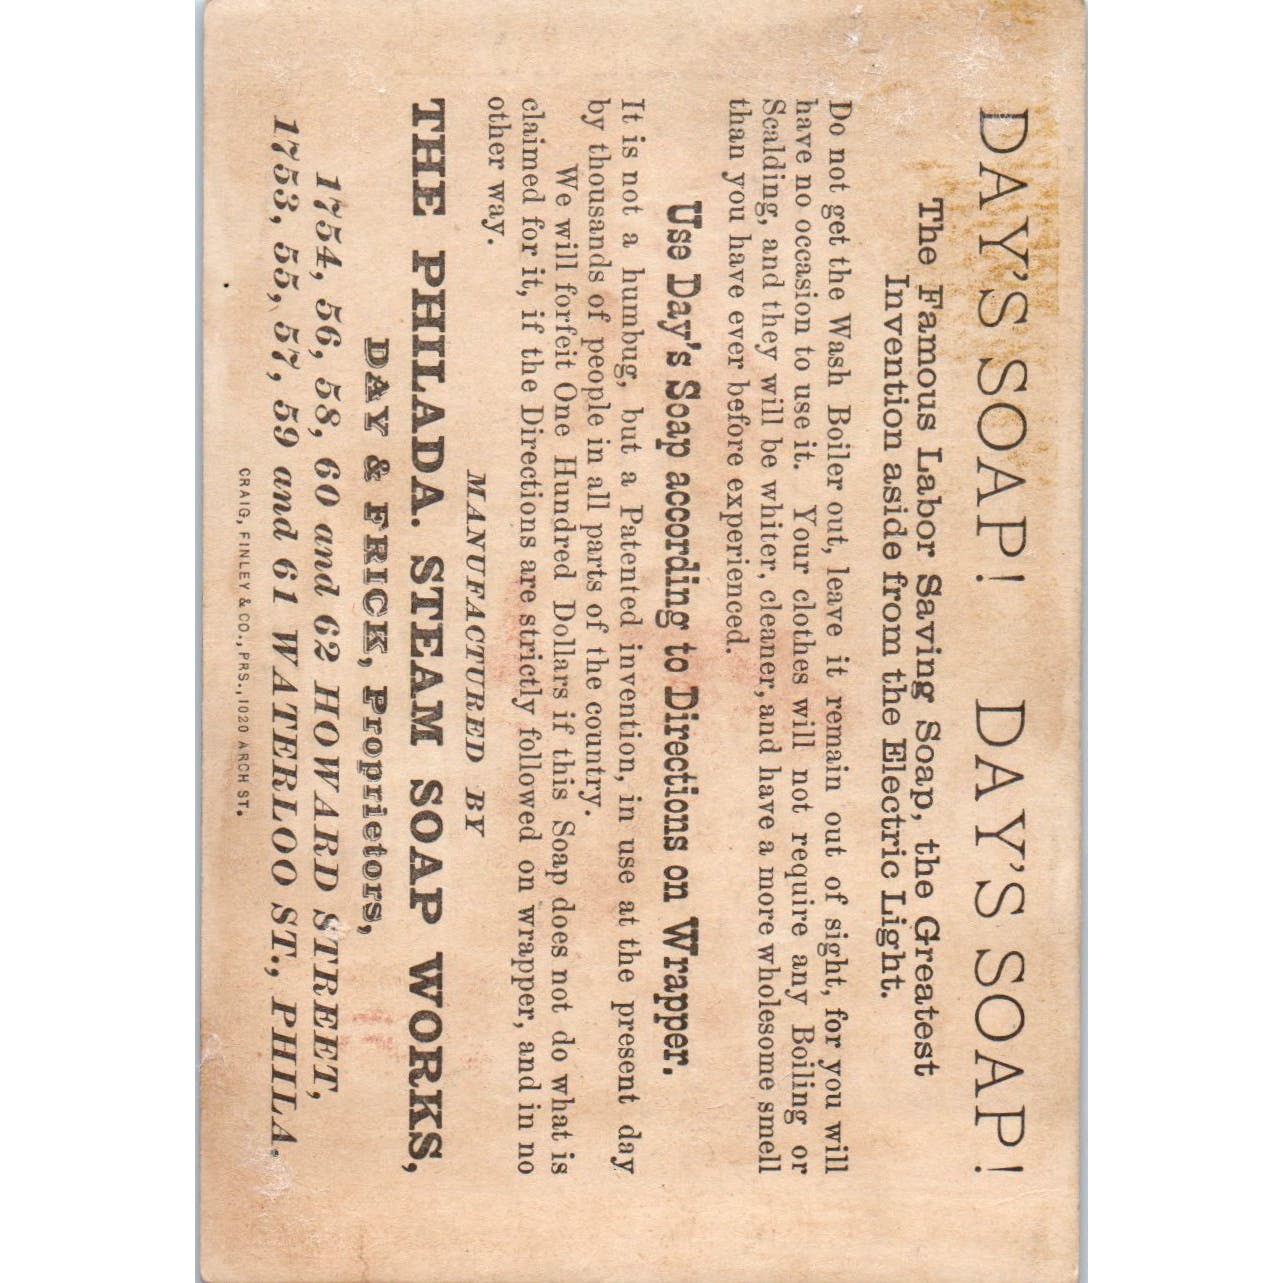 DAY'S SOAP! DAY'S SOAP!
The Famous Labor Saving Soap, the Greatest
Invention aside from the Electric Light.
Do not get the Wash Boiler out, leave it remain out of sight, for you will
have no occasion to use it. Your clothes will not require any Boiling or
Scalding, and they will be whiter, cleaner, and have a more wholesome smell
than you have ever before experienced.
Use Day's Soap according to Directions on Wrapper.
It is not a humbug, but a Patented invention, in use at the present day
by thousands of people in all parts of the country.
We will forfeit One Hundred Dollars if this Soap does not do what is
claimed for it, if the Directions are strictly followed on wrapper, and in no
other way.
MANUFACTURED BY
THE PHILADA. STEAM SOAP WORKS,
DAY & FRICK, Proprietors,
1754, 56, 58, 60 and 62 HOWARD STREET,
1753, 55, 57, 59 and 61 WATERLOO ST., PHILA.
CRAIG, FINLEY & CO., PRS., 1020 ARCH ST.